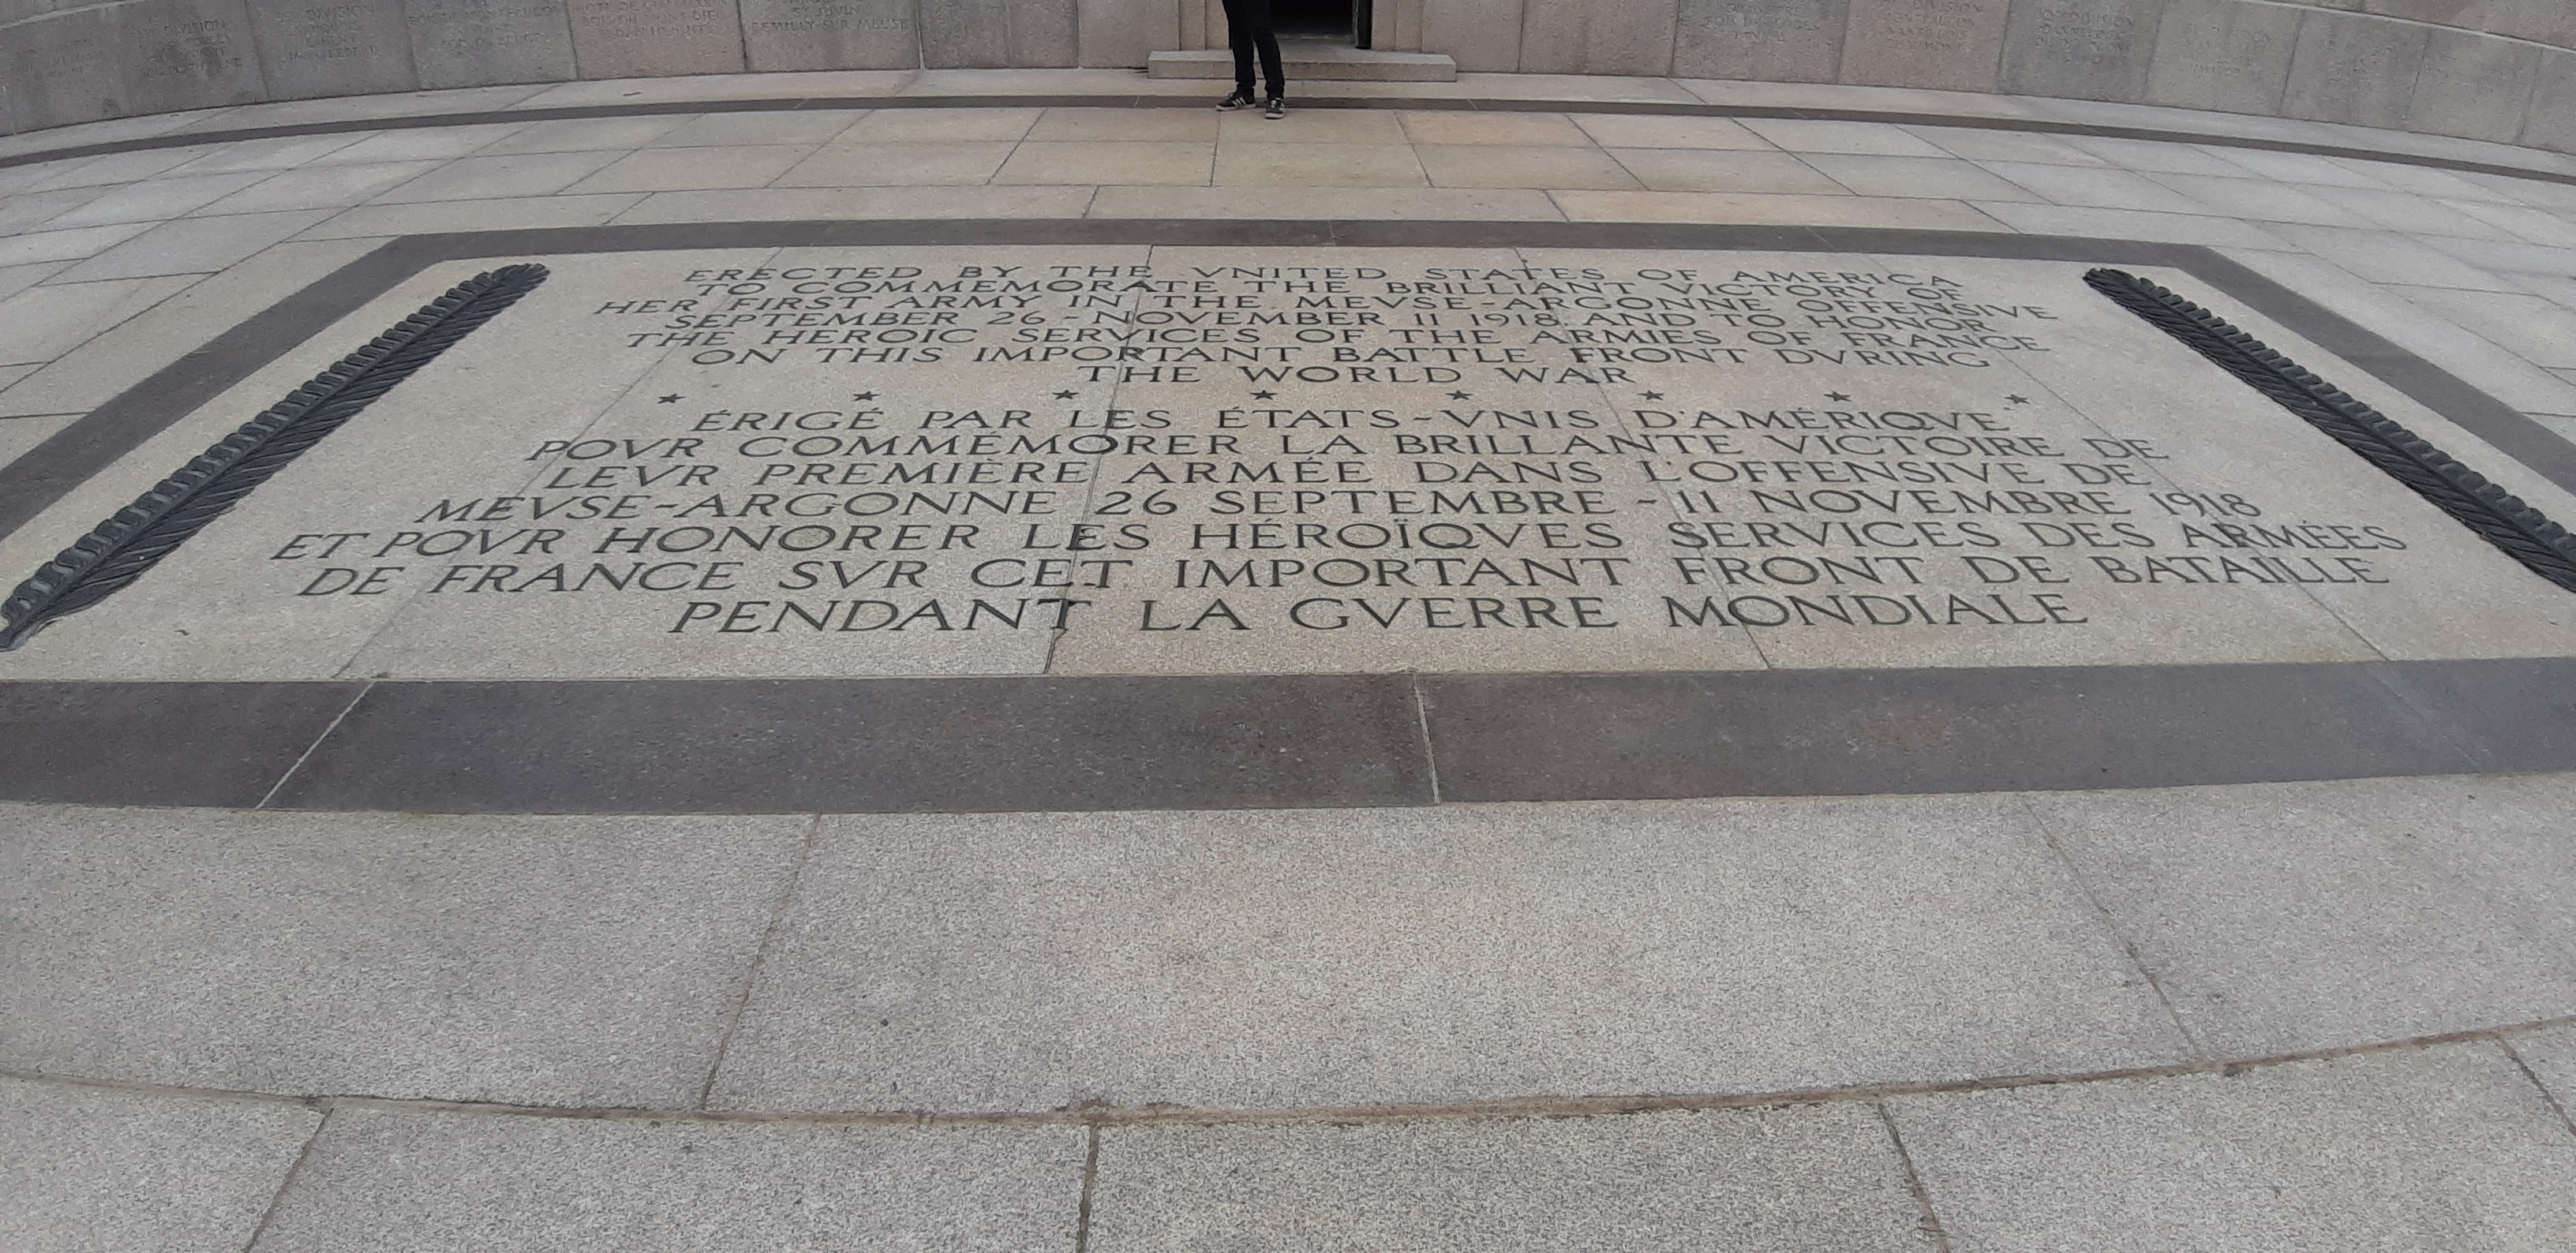 REMILLY-SUR-MEUSE
ERECTED BY THE VNITED STATES OF AMERICA
TO COMMEMORATE THE BRILLIANT VICTORY OF
HER FIRST ARMY IN THE MEVSE-ARGONNE OFFENSIVE
SEPTEMBER 26 - NOVEMBER 11 1918 AND TO HONOR
THE HEROIC SERVICES OF THE ARMIES OF FRANCE
ON THIS IMPORTANT BATTLE FRONT DVRING
THE WORLD WAR
ÉRIGÉ PAR LES ÉTATS-VNIS D'AMÉRIQVE
POVR COMMÉMORER LA BRILLANTE VICTOIRE DE
LEVR PREMIÈRE ARMÉE DANS L'OFFENSIVE DE
MEVSE-ARGONNE 26 SEPTEMBRE - 11 NOVEMBRE 1918
ET POVR HONORER LES HÉROÏQVES SERVICES DES ARMÉES
DE FRANCE SVR CET IMPORTANT FRONT DE BATAILLE
PENDANT LA GVERRE MONDIALE